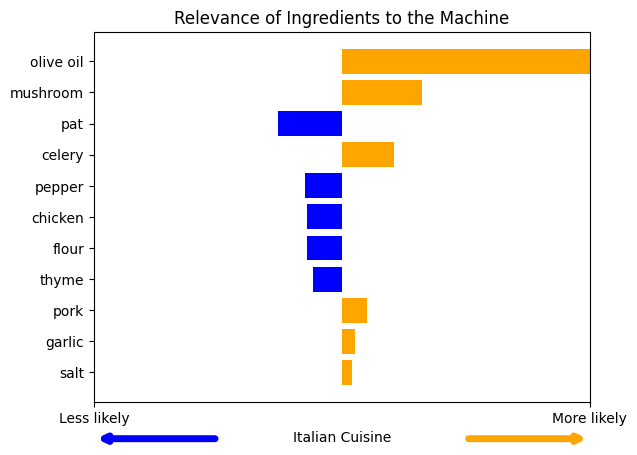 Relevance of Ingredients to the Machine
olive oil
mushroom
pat
celery
pepper
chicken
flour
thyme
pork
garlic
salt
Less likely
More likely
Italian Cuisine